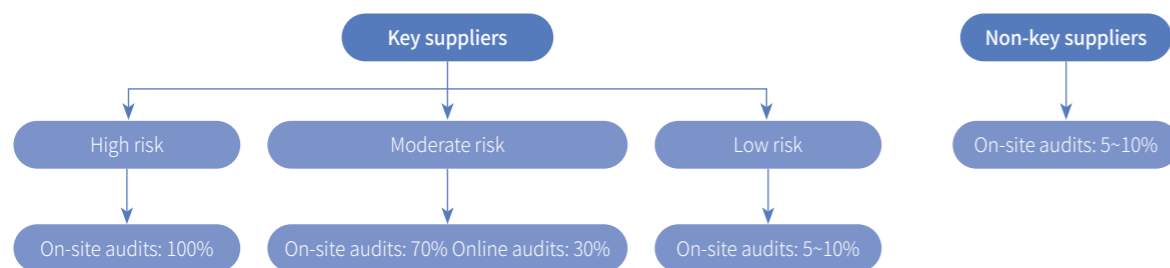 Key suppliers
Non-key suppliers
High risk
Moderate risk
Low risk
On-site audits: 5~10%
On-site audits: 100%
On-site audits: 70% Online audits: 30%
On-site audits: 5~10%